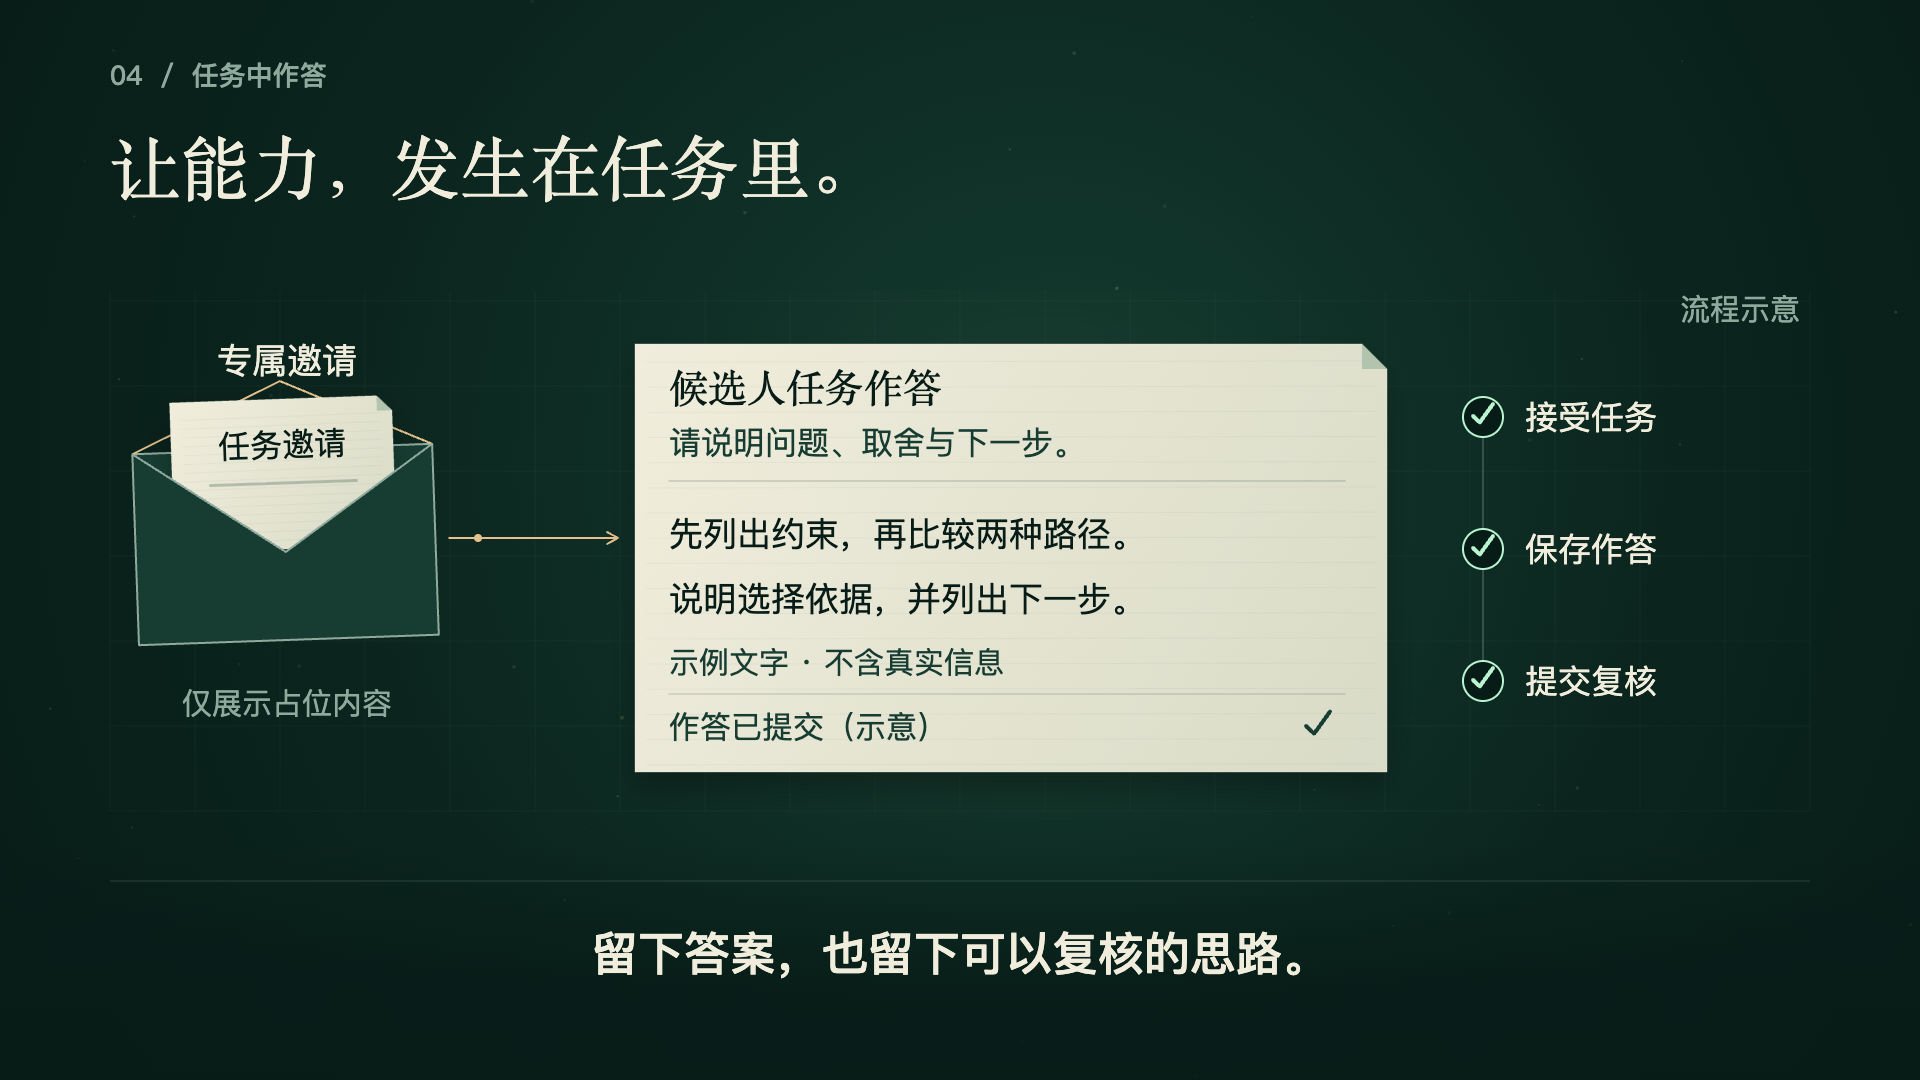 04 / 任务中作答
让能力，发生在任务里。
流程示意
专属邀请
任务邀请
仅展示占位内容
候选人任务作答
请说明问题、取舍与下一步。
先列出约束，再比较两种路径。
说明选择依据，并列出下一步。
示例文字 · 不含真实信息
作答已提交（示意）
接受任务
保存作答
提交复核
留下答案，也留下可以复核的思路。